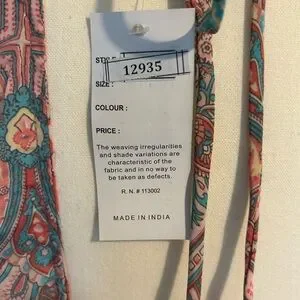 12935
SIZE:
COLOUR :
PRICE :
The weaving irregularities
and shade variations are
characteristic of the
fabric and in no way to
be taken as defects.
R. N. # 113002
MADE IN INDIA